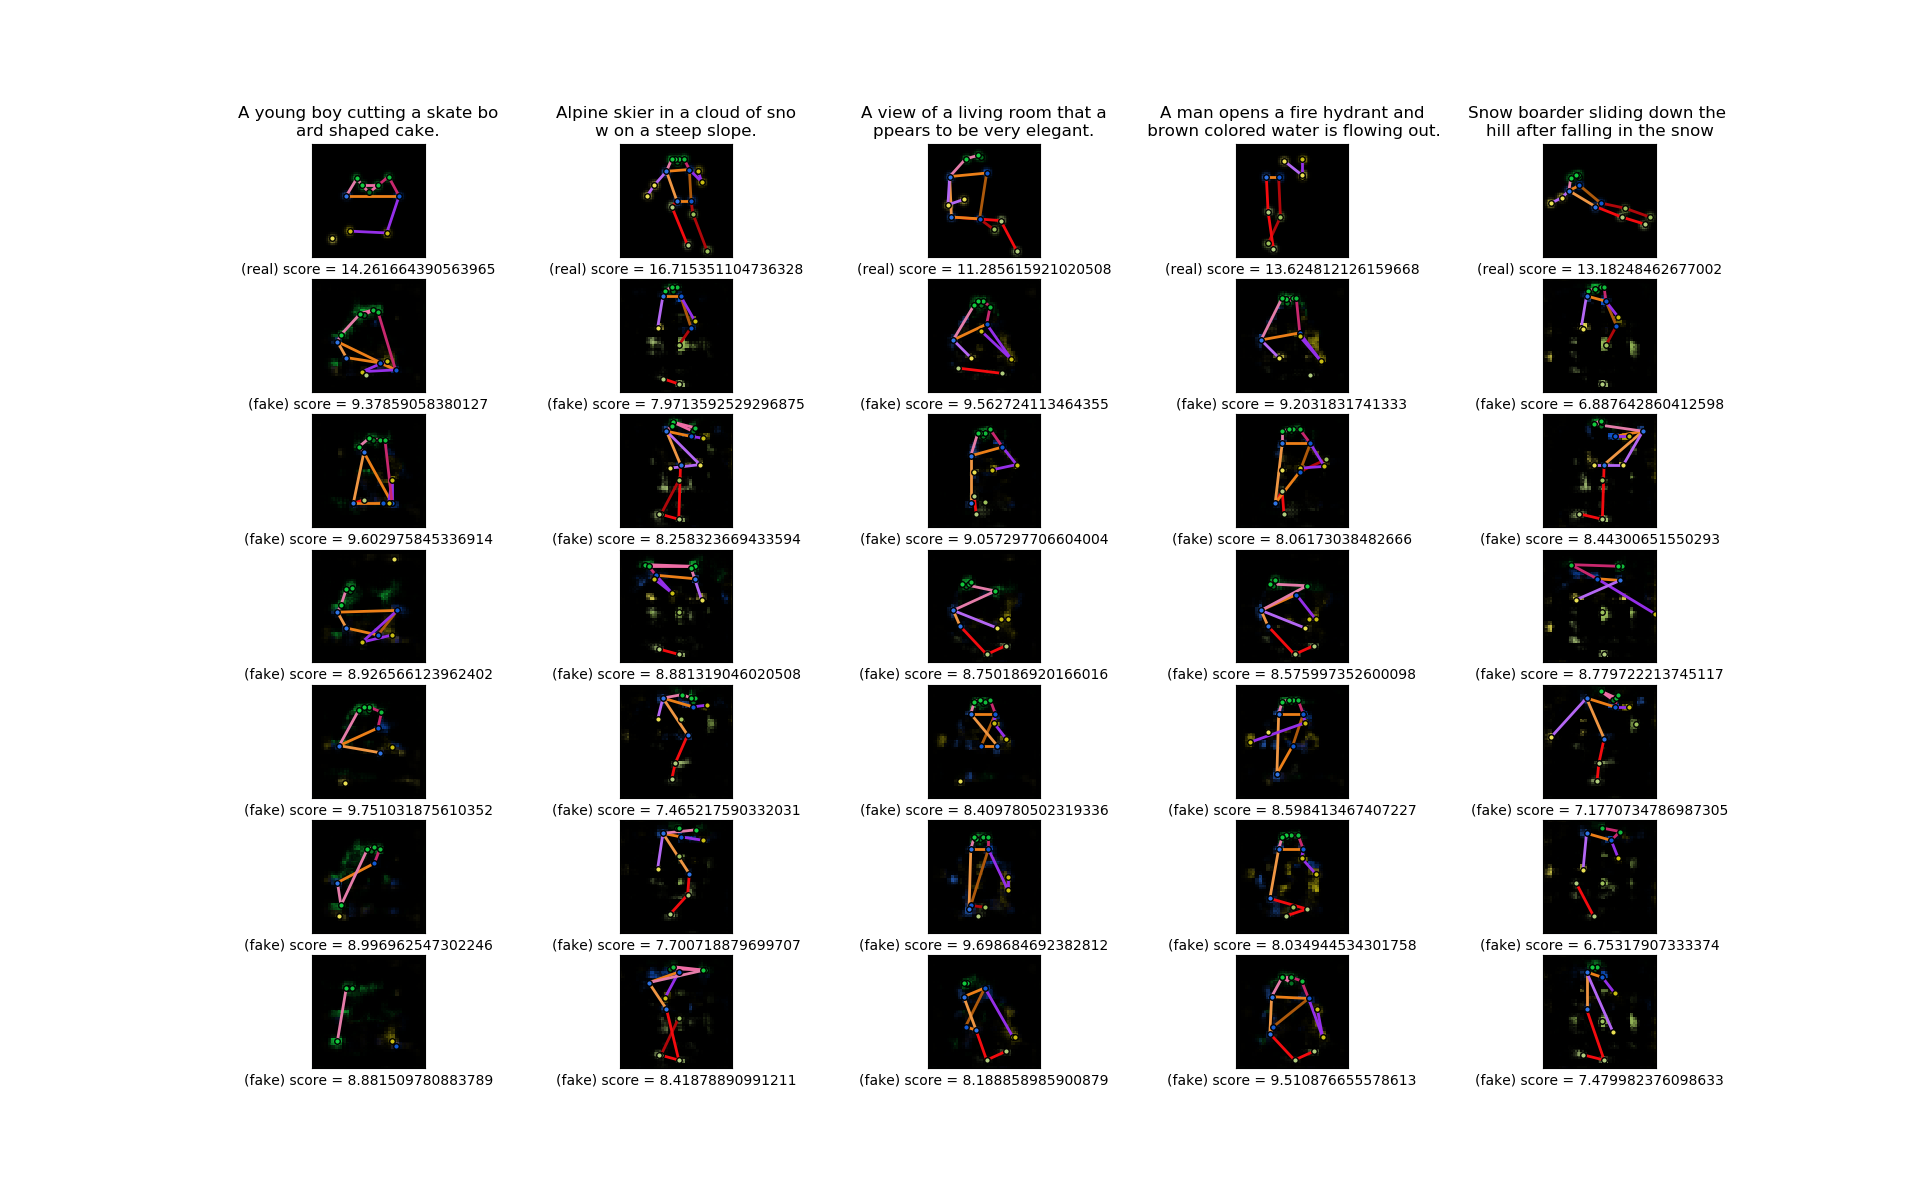 A young boy cutting a skate bo
ard shaped cake.
Alpine skier in a cloud of sno
w on a steep slope.
A view of a living room that a
ppears to be very elegant.
A man opens a fire hydrant and
brown colored water is flowing out.
Snow boarder sliding down the
hill after falling in the snow
(real) score = 14.261664390563965
(real) score = 16.715351104736328
(real) score = 11.285615921020508
(real) score = 13.624812126159668
(real) score = 13.18248462677002
(fake) score = 9.37859058380127
(fake) score = 7.9713592529296875
(fake) score = 9.562724113464355
(fake) score = 9.2031831741333
(fake) score = 6.887642860412598
(fake) score = 9.602975845336914
(fake) score = 8.258323669433594
(fake) score = 9.057297706604004
(fake) score = 8.06173038482666
(fake) score = 8.44300651550293
(fake) score = 8.926566123962402
(fake) score = 8.881319046020508
(fake) score = 8.750186920166016
(fake) score = 8.575997352600098
(fake) score = 8.779722213745117
(fake) score = 9.751031875610352
(fake) score = 7.465217590332031
(fake) score = 8.409780502319336
(fake) score = 8.598413467407227
(fake) score = 7.1770734786987305
(fake) score = 8.996962547302246
(fake) score = 7.700718879699707
(fake) score = 9.698684692382812
(fake) score = 8.034944534301758
(fake) score = 6.75317907333374
(fake) score = 8.881509780883789
(fake) score = 8.41878890991211
(fake) score = 8.188858985900879
(fake) score = 9.510876655578613
(fake) score = 7.479982376098633